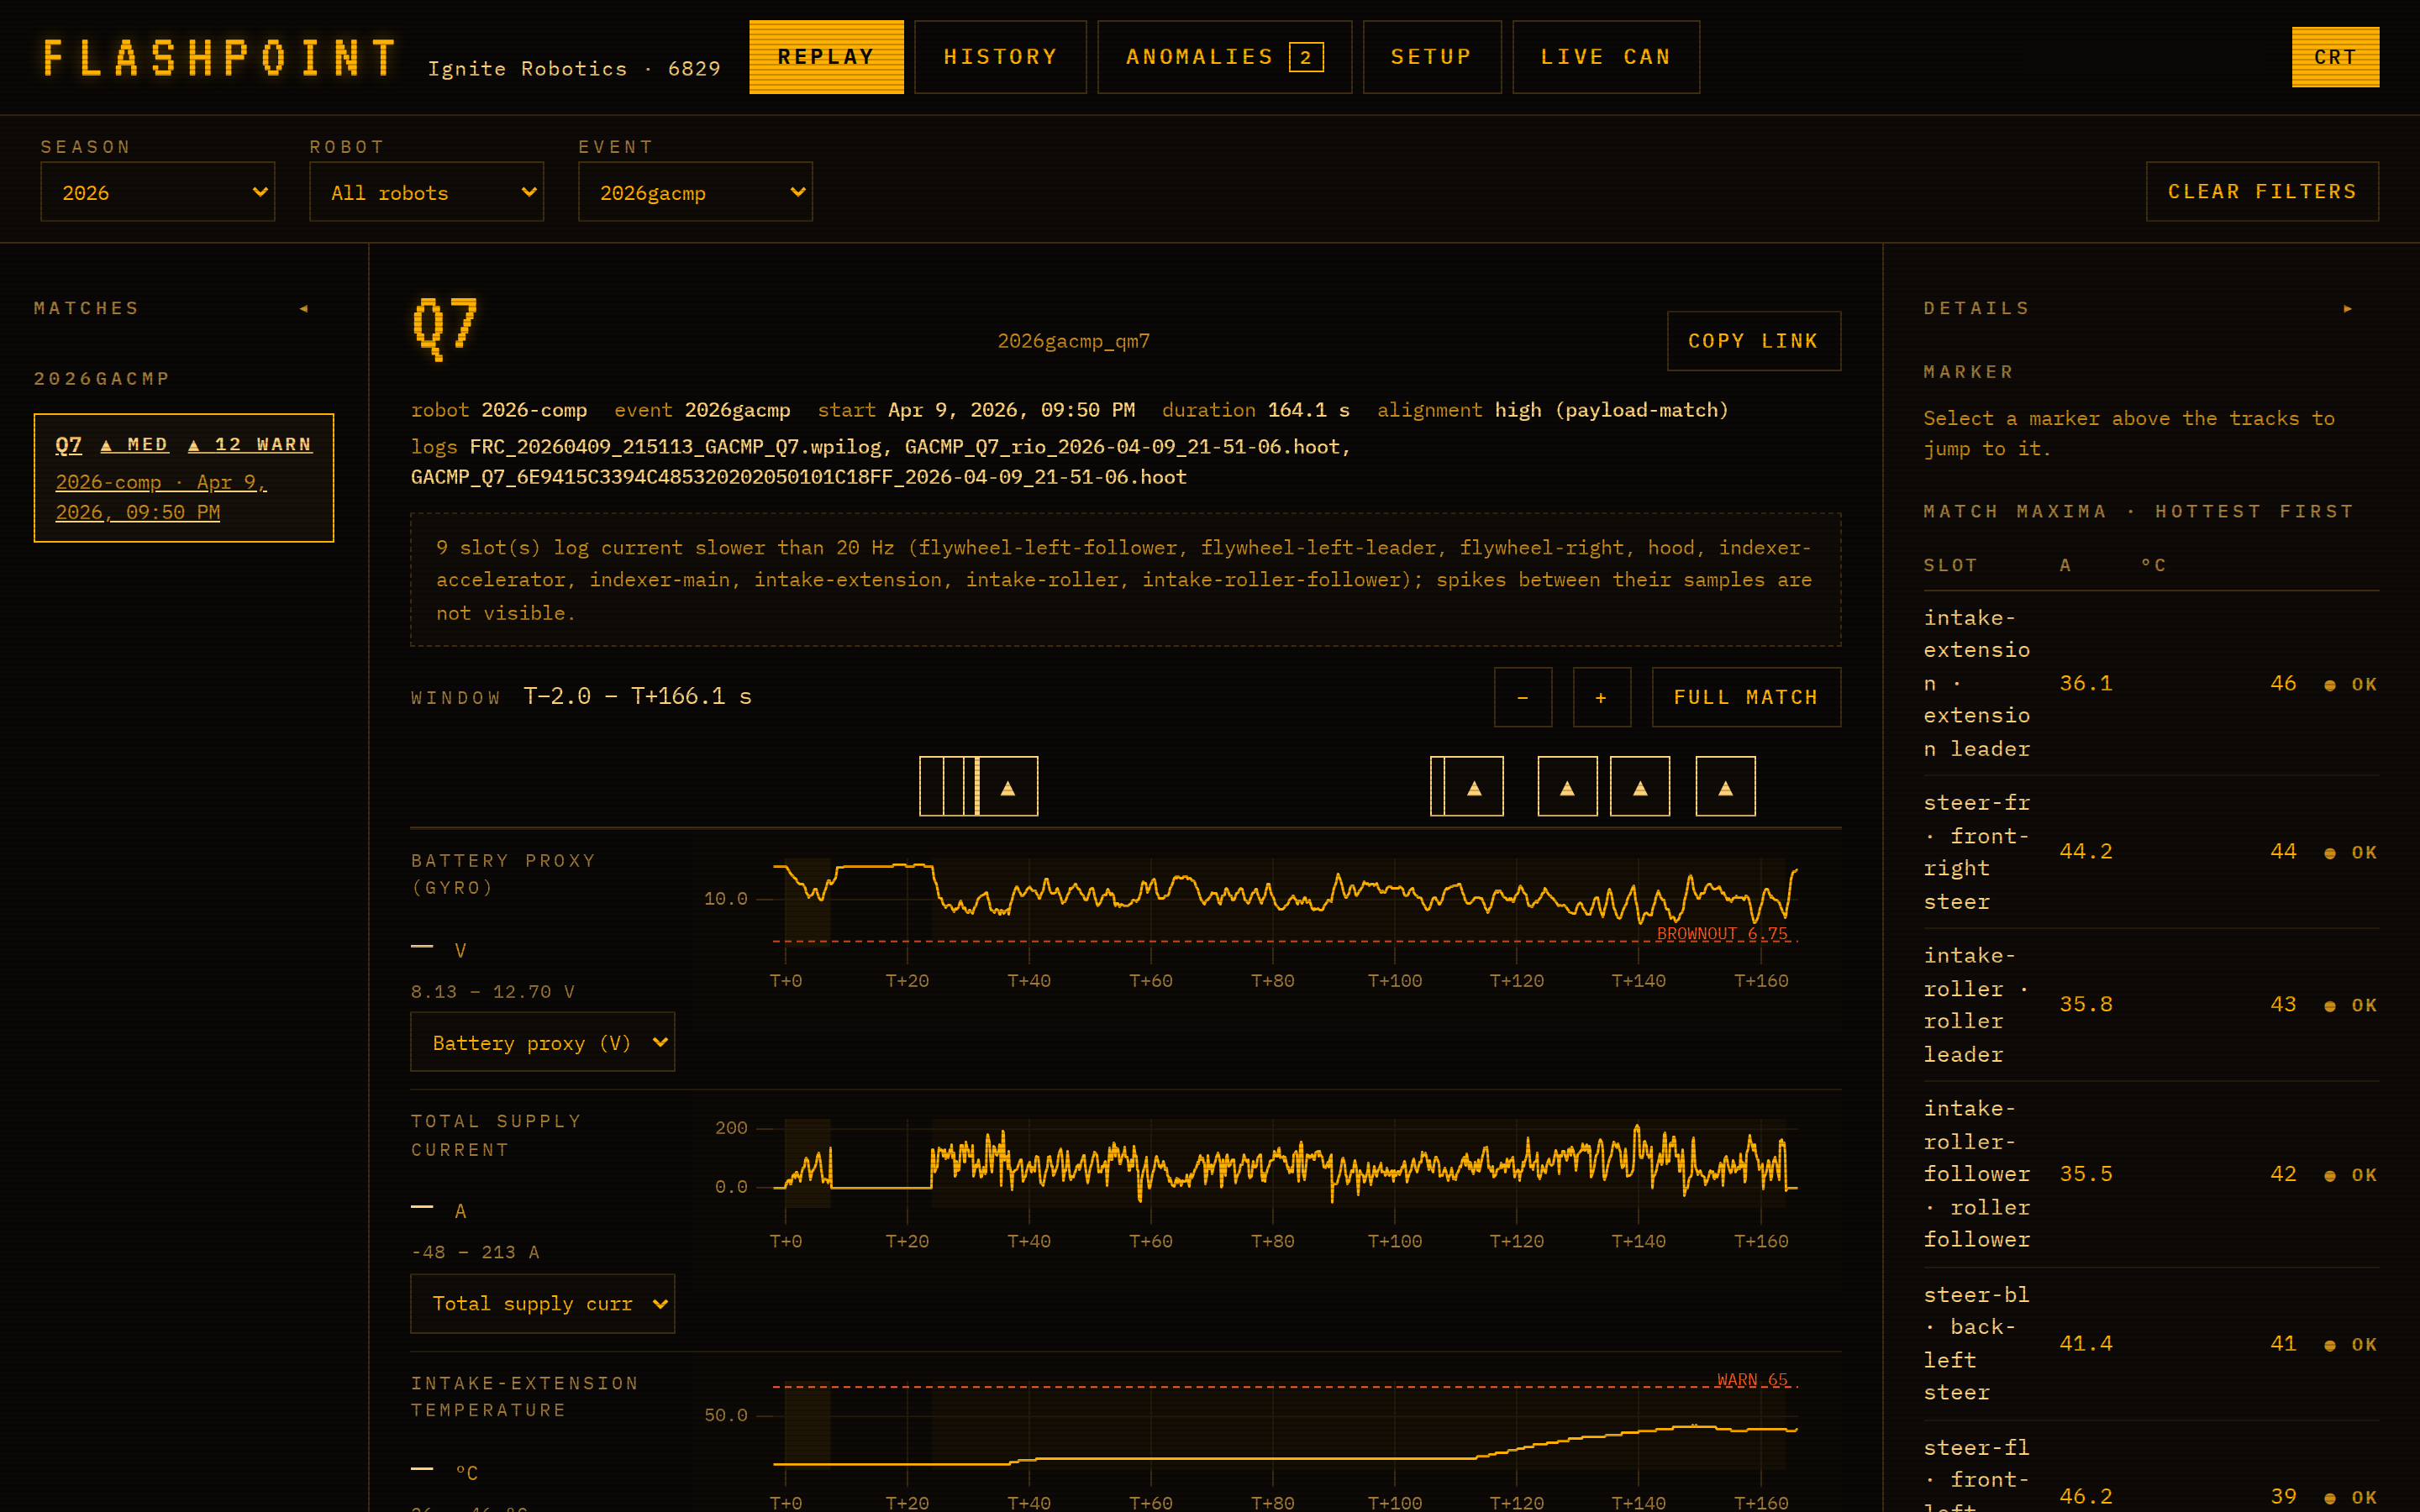 FLASHPOINT
Ignite Robotics · 6829
REPLAY
HISTORY
ANOMALIES 2
SETUP
LIVE CAN
CRT
SEASON
ROBOT
EVENT
2026
All robots
2026gacmp
CLEAR FILTERS
MATCHES ◂
2026GACMP
Q7 ▲ MED ▲ 12 WARN
2026-comp · Apr 9,
2026, 09:50 PM
Q7
2026gacmp_qm7
COPY LINK
robot 2026-comp event 2026gacmp start Apr 9, 2026, 09:50 PM duration 164.1 s alignment high (payload-match)
logs FRC_20260409_215113_GACMP_Q7.wpilog, GACMP_Q7_rio_2026-04-09_21-51-06.hoot,
GACMP_Q7_6E9415C3394C485320202050101C18FF_2026-04-09_21-51-06.hoot
9 slot(s) log current slower than 20 Hz (flywheel-left-follower, flywheel-left-leader, flywheel-right, hood, indexer-
accelerator, indexer-main, intake-extension, intake-roller, intake-roller-follower); spikes between their samples are
not visible.
WINDOW T−2.0 – T+166.1 s
−
+
FULL MATCH
▲ ▲ ▲ ▲ ▲
BATTERY PROXY
(GYRO)
— V
8.13 – 12.70 V
Battery proxy (V)
10.0
BROWNOUT 6.75
T+0 T+20 T+40 T+60 T+80 T+100 T+120 T+140 T+160
TOTAL SUPPLY
CURRENT
— A
-48 – 213 A
Total supply curr
200
0.0
T+0 T+20 T+40 T+60 T+80 T+100 T+120 T+140 T+160
INTAKE-EXTENSION
TEMPERATURE
— °C
WARN 65
50.0
T+0 T+20 T+40 T+60 T+80 T+100 T+120 T+140 T+160
DETAILS ▸
MARKER
Select a marker above the tracks to
jump to it.
MATCH MAXIMA · HOTTEST FIRST
SLOT A °C
intake-
extensio
n ·
extensio
n leader
36.1 46 ● OK
steer-fr
· front-
right
steer
44.2 44 ● OK
intake-
roller ·
roller
leader
35.8 43 ● OK
intake-
roller-
follower
· roller
follower
35.5 42 ● OK
steer-bl
· back-
left
steer
41.4 41 ● OK
steer-fl
· front-
46.2 39 ● OK